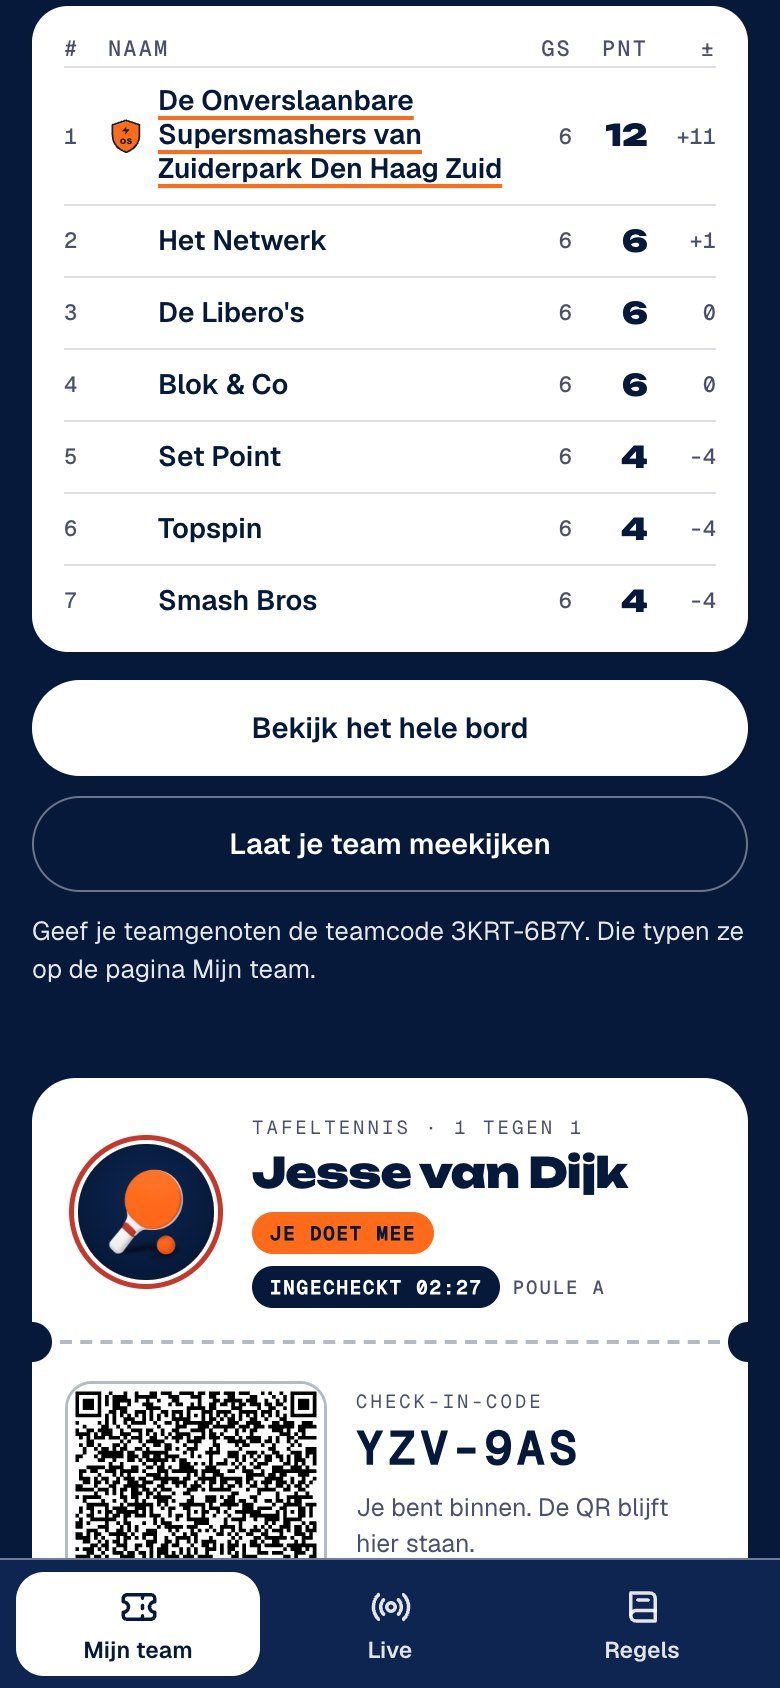 # NAAM GS PNT ±
1 OS De Onverslaanbare Supersmashers van Zuiderpark Den Haag Zuid 6 12 +11
2 Het Netwerk 6 6 +1
3 De Libero's 6 6 0
4 Blok & Co 6 6 0
5 Set Point 6 4 -4
6 Topspin 6 4 -4
7 Smash Bros 6 4 -4
Bekijk het hele bord
Laat je team meekijken
Geef je teamgenoten de teamcode 3KRT-6B7Y. Die typen ze
op de pagina Mijn team.
TAFELTENNIS · 1 TEGEN 1
Jesse van Dijk
JE DOET MEE
INGECHECKT 02:27 POULE A
CHECK-IN-CODE
YZV-9AS
Je bent binnen. De QR blijft
hier staan.
Mijn team Live Regels